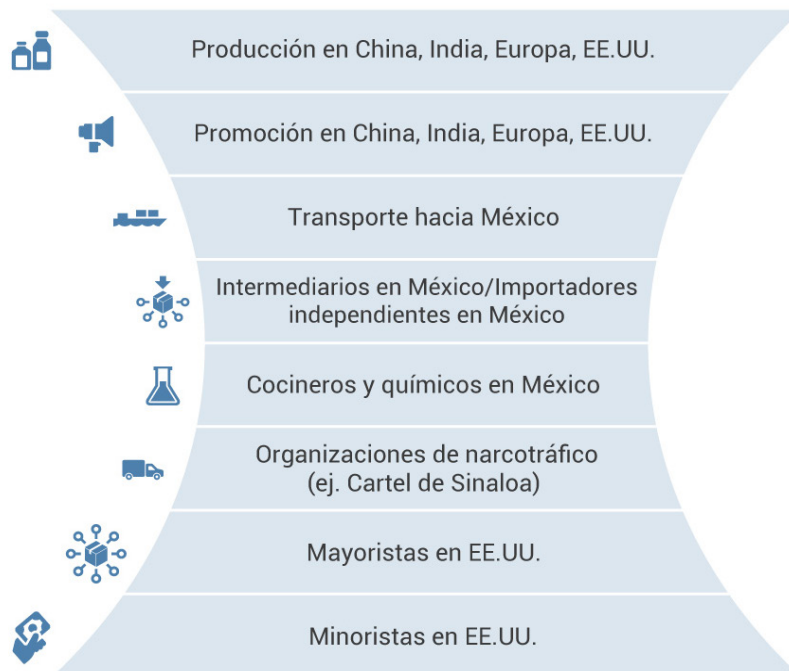 Producción en China, India, Europa, EE.UU.
Promoción en China, India, Europa, EE.UU.
Transporte hacia México
Intermediarios en México/Importadores
independientes en México
Cocineros y químicos en México
Organizaciones de narcotráfico
(ej. Cartel de Sinaloa)
Mayoristas en EE.UU.
Minoristas en EE.UU.